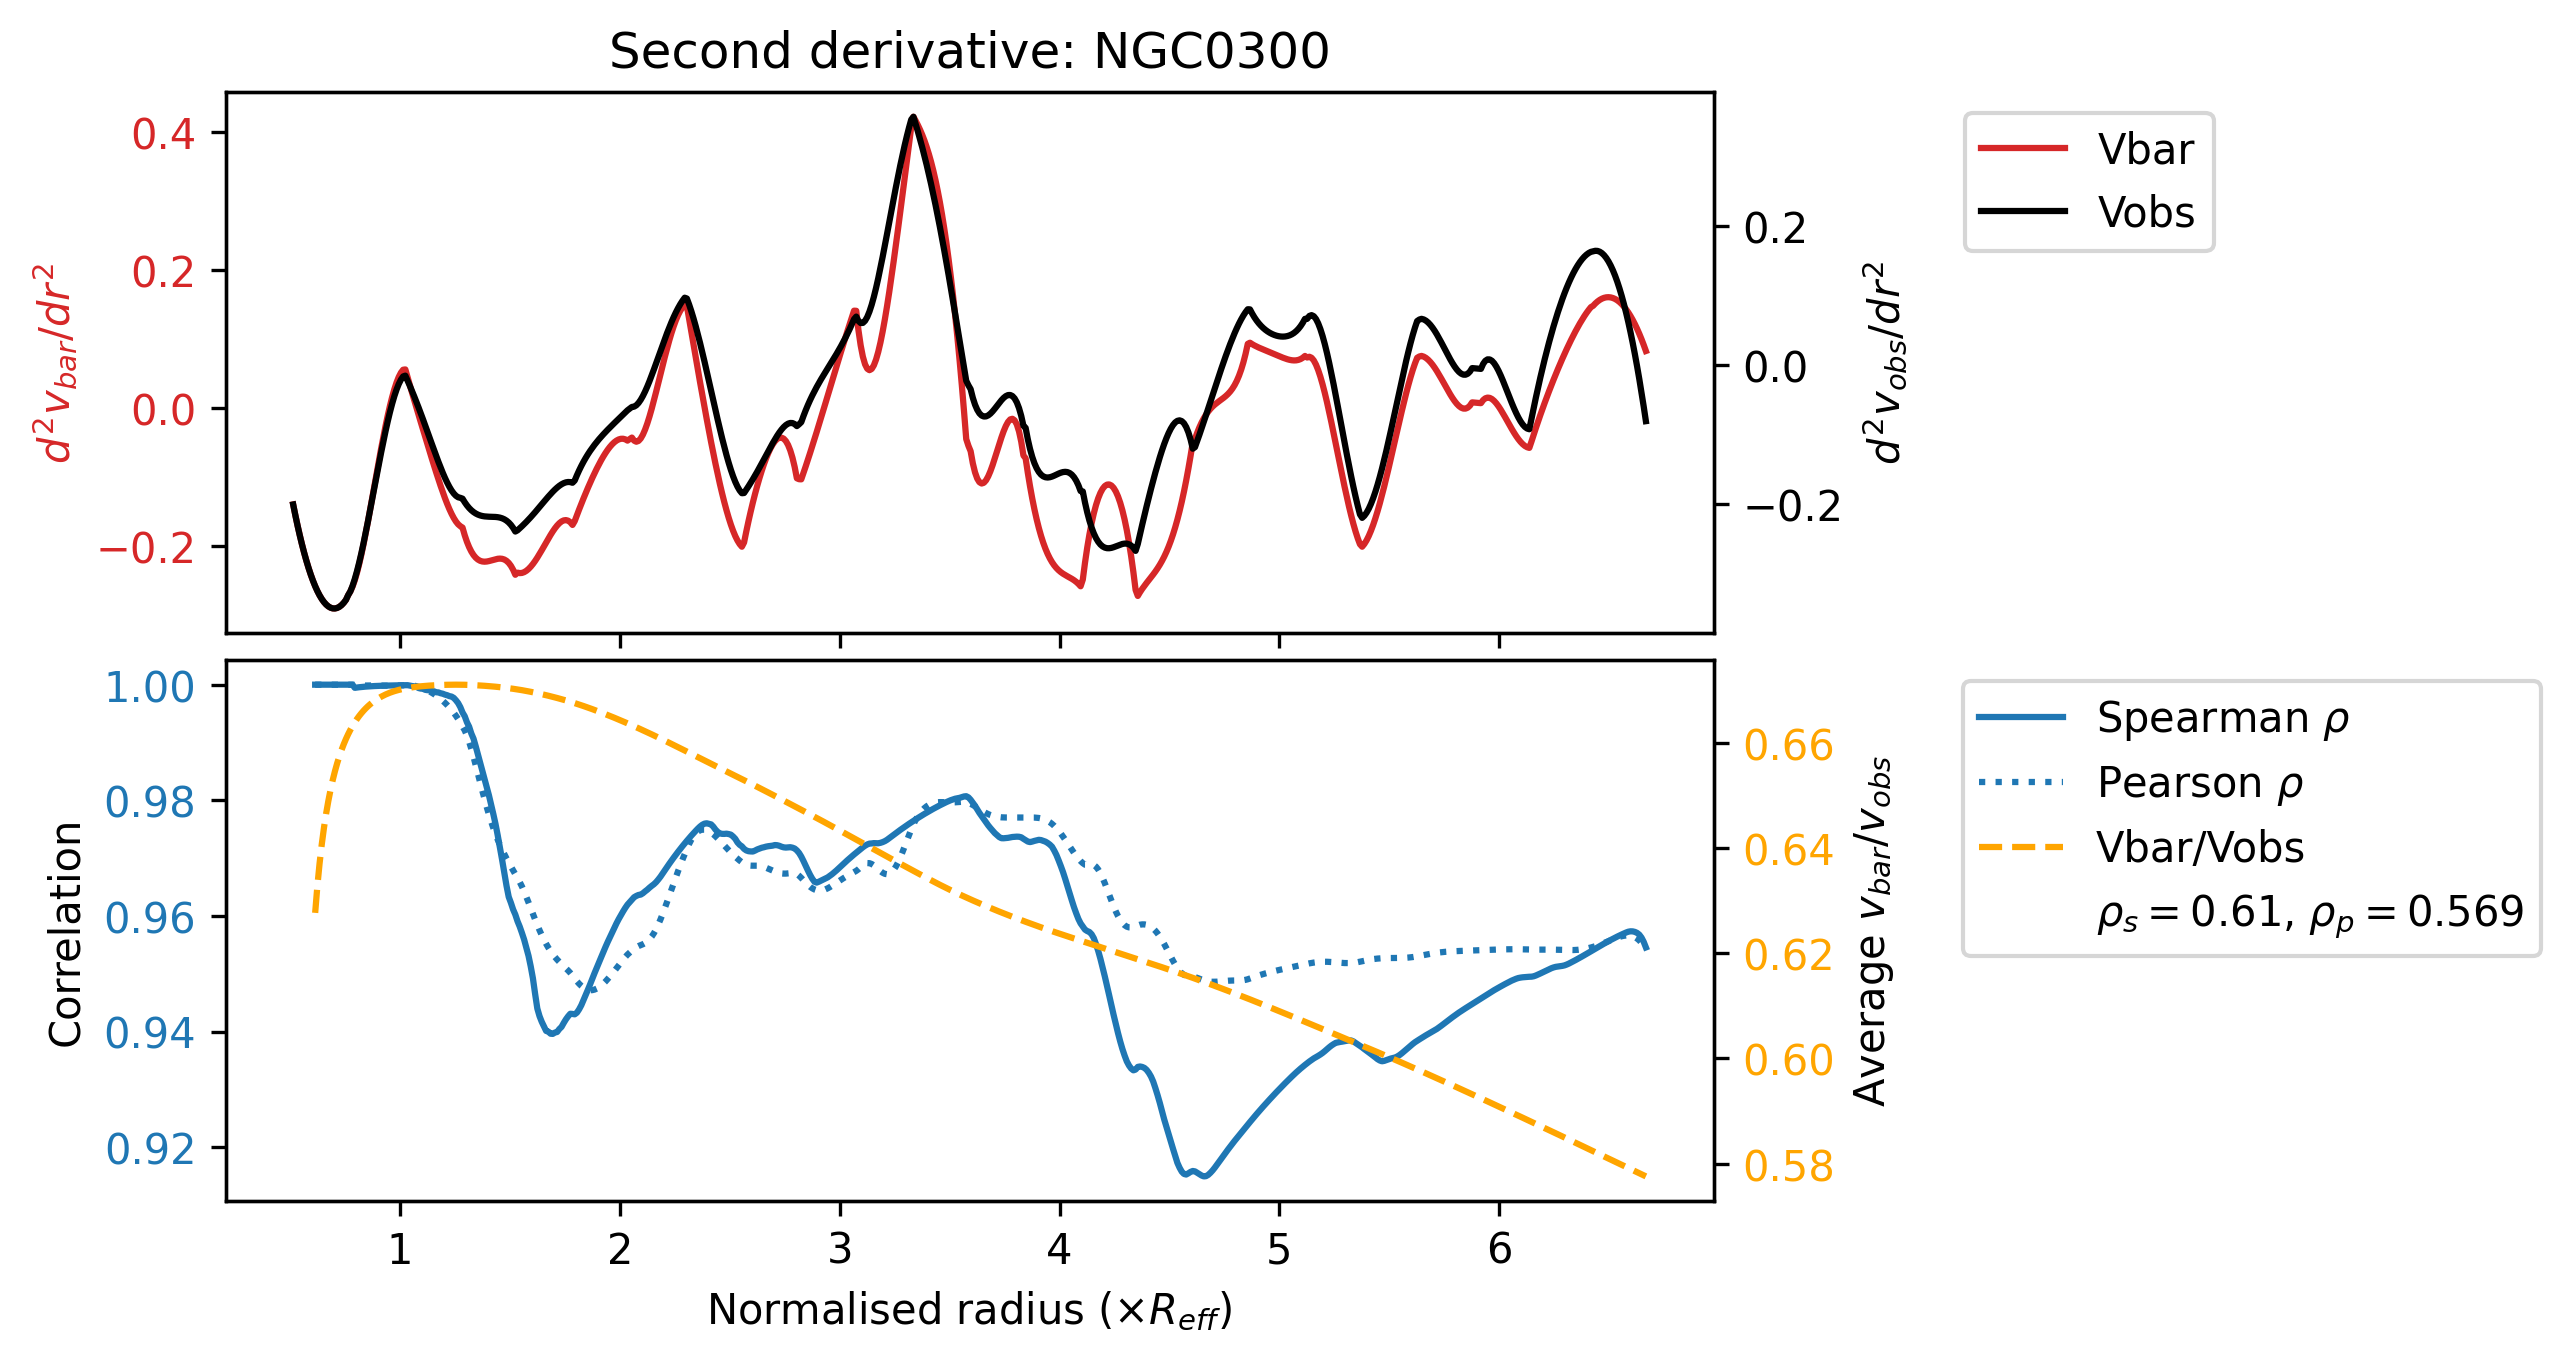 Second derivative: NGC0300
0.4
0.2
0.0
−0.2
d²v_bar/dr²
0.2
0.0
−0.2
d²v_obs/dr²
Vbar
Vobs
1.00
0.98
0.96
0.94
0.92
Correlation
0.66
0.64
0.62
0.60
0.58
Average v_bar/v_obs
Spearman ρ
Pearson ρ
Vbar/Vobs
ρ_s = 0.61, ρ_p = 0.569
1 2 3 4 5 6
Normalised radius (×R_eff)